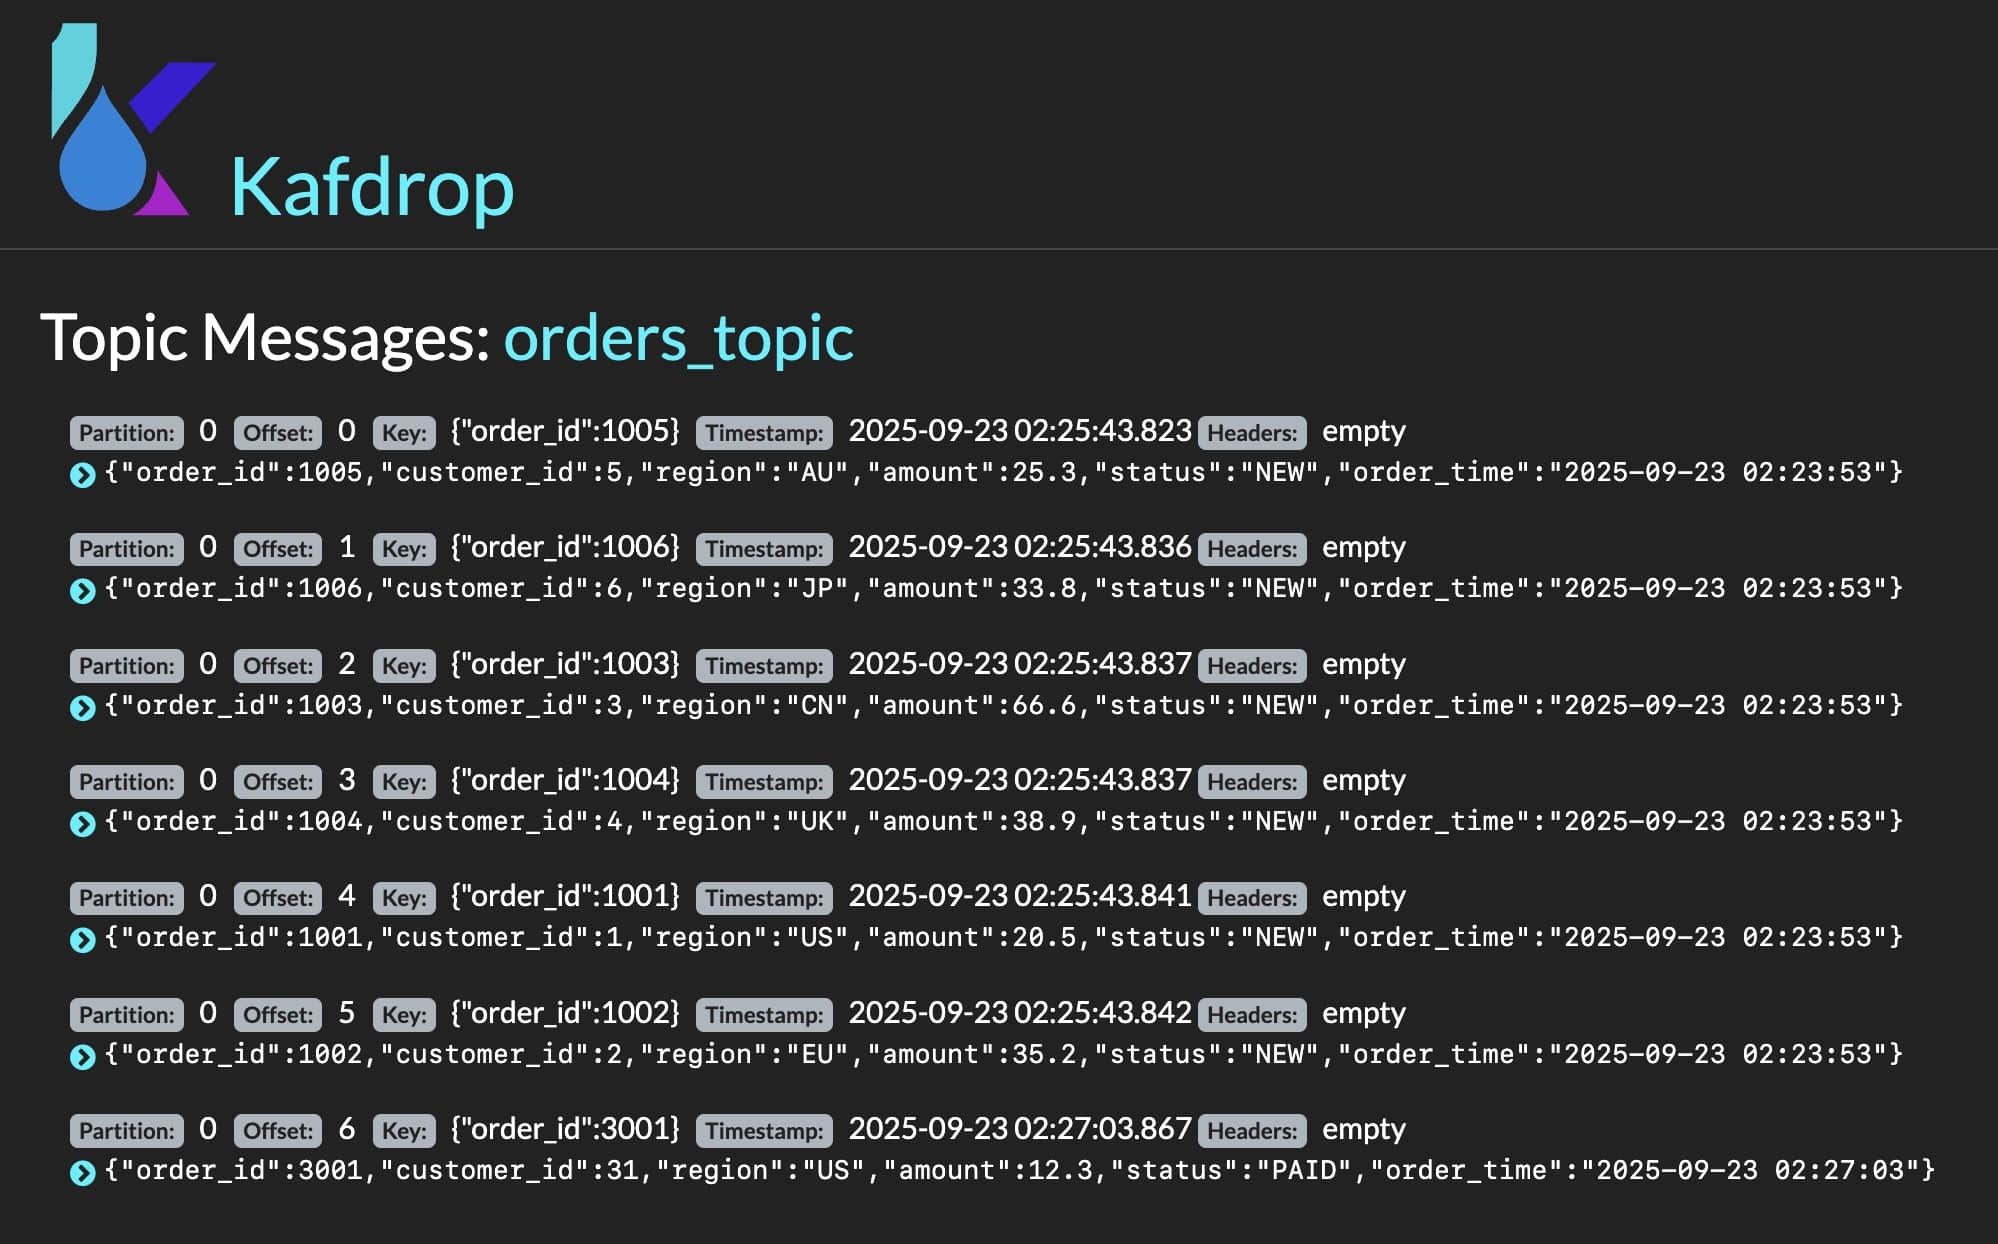 Kafdrop
Topic Messages: orders_topic
Partition: 0 Offset: 0 Key: {"order_id":1005} Timestamp: 2025-09-23 02:25:43.823 Headers: empty
{"order_id":1005,"customer_id":5,"region":"AU","amount":25.3,"status":"NEW","order_time":"2025-09-23 02:23:53"}
Partition: 0 Offset: 1 Key: {"order_id":1006} Timestamp: 2025-09-23 02:25:43.836 Headers: empty
{"order_id":1006,"customer_id":6,"region":"JP","amount":33.8,"status":"NEW","order_time":"2025-09-23 02:23:53"}
Partition: 0 Offset: 2 Key: {"order_id":1003} Timestamp: 2025-09-23 02:25:43.837 Headers: empty
{"order_id":1003,"customer_id":3,"region":"CN","amount":66.6,"status":"NEW","order_time":"2025-09-23 02:23:53"}
Partition: 0 Offset: 3 Key: {"order_id":1004} Timestamp: 2025-09-23 02:25:43.837 Headers: empty
{"order_id":1004,"customer_id":4,"region":"UK","amount":38.9,"status":"NEW","order_time":"2025-09-23 02:23:53"}
Partition: 0 Offset: 4 Key: {"order_id":1001} Timestamp: 2025-09-23 02:25:43.841 Headers: empty
{"order_id":1001,"customer_id":1,"region":"US","amount":20.5,"status":"NEW","order_time":"2025-09-23 02:23:53"}
Partition: 0 Offset: 5 Key: {"order_id":1002} Timestamp: 2025-09-23 02:25:43.842 Headers: empty
{"order_id":1002,"customer_id":2,"region":"EU","amount":35.2,"status":"NEW","order_time":"2025-09-23 02:23:53"}
Partition: 0 Offset: 6 Key: {"order_id":3001} Timestamp: 2025-09-23 02:27:03.867 Headers: empty
{"order_id":3001,"customer_id":31,"region":"US","amount":12.3,"status":"PAID","order_time":"2025-09-23 02:27:03"}